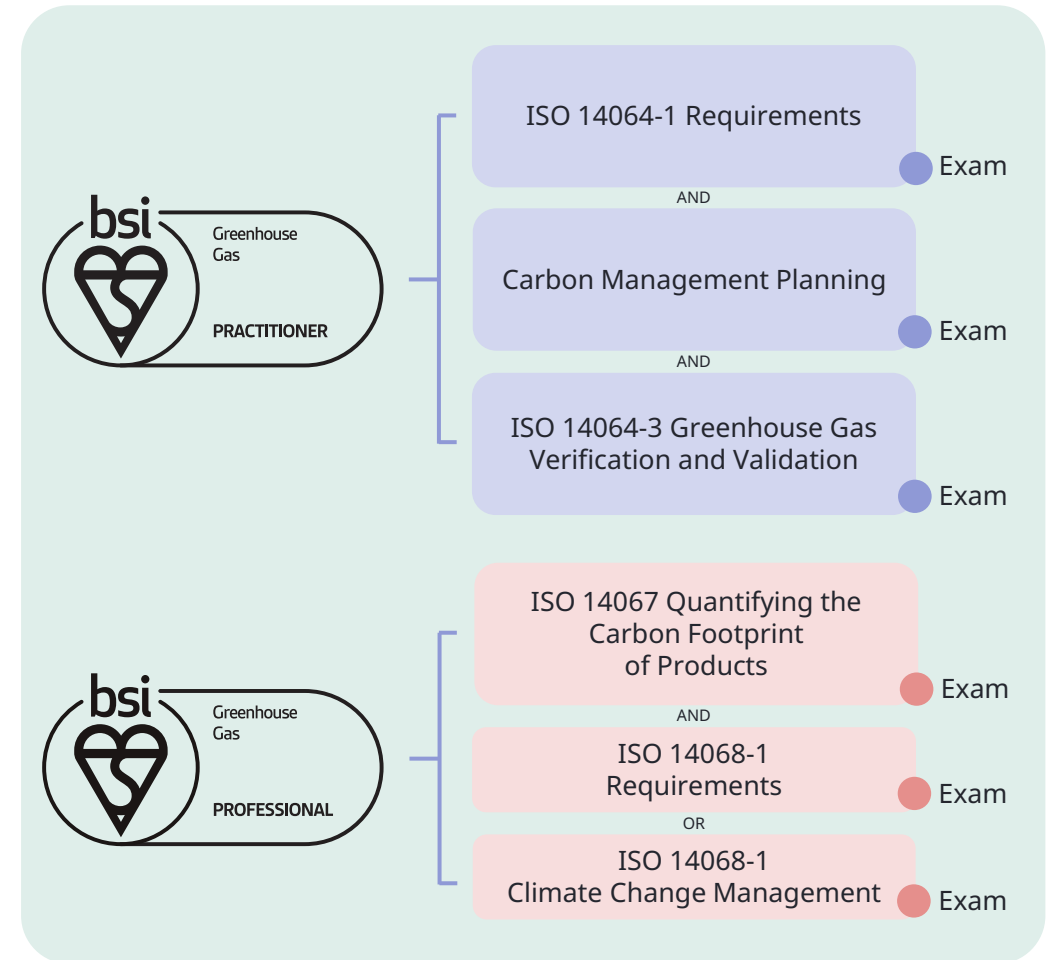 bsi
Greenhouse
Gas
PRACTITIONER
ISO 14064-1 Requirements
Exam
AND
Carbon Management Planning
Exam
AND
ISO 14064-3 Greenhouse Gas
Verification and Validation
Exam
bsi
Greenhouse
Gas
PROFESSIONAL
ISO 14067 Quantifying the
Carbon Footprint
of Products
Exam
AND
ISO 14068-1
Requirements
Exam
OR
ISO 14068-1
Climate Change Management
Exam